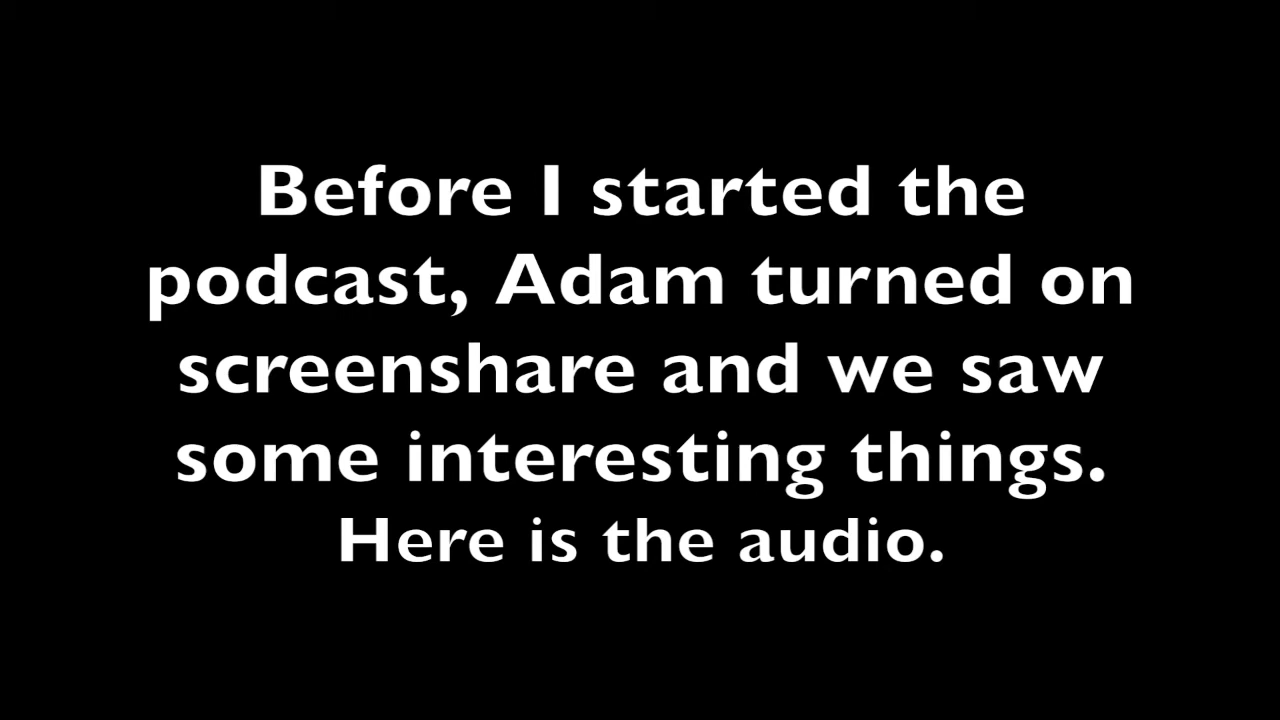 Before I started the
podcast, Adam turned on
screenshare and we saw
some interesting things.
Here is the audio.